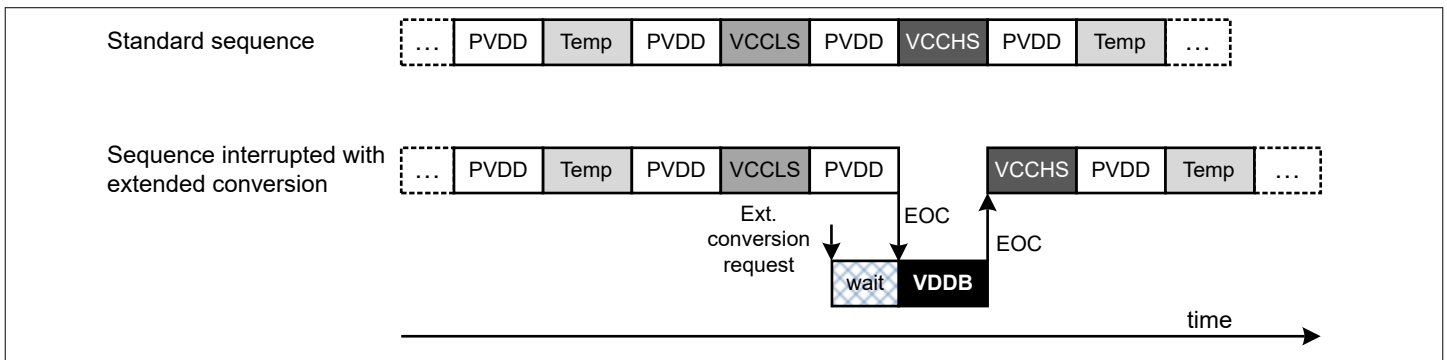 Standard sequence
... PVDD Temp PVDD VCCLS PVDD VCCHS PVDD Temp ...
Sequence interrupted with
extended conversion
... PVDD Temp PVDD VCCLS PVDD VCCHS PVDD Temp ...
Ext.
conversion
request
EOC
EOC
wait VDDB
time